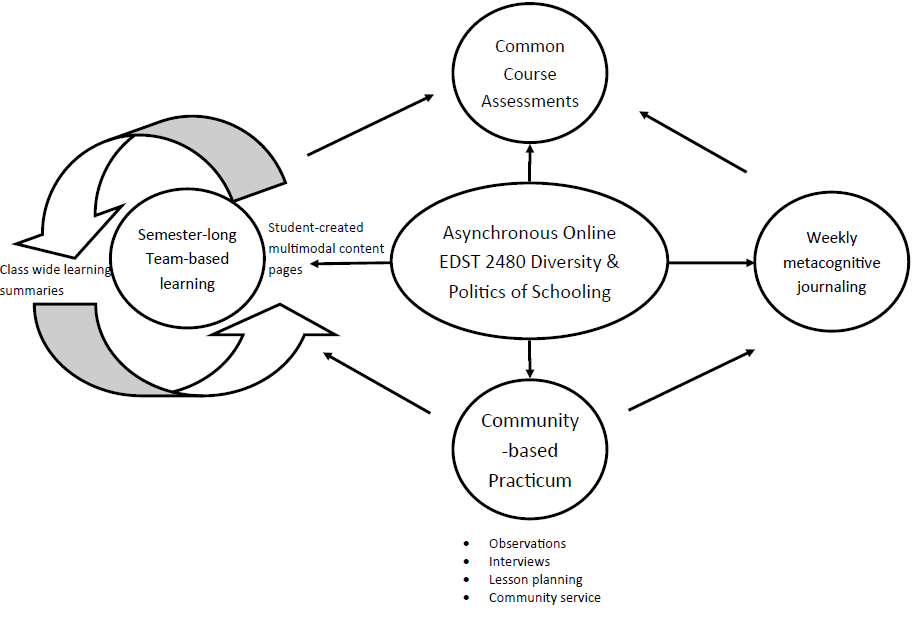 Common
Course
Assessments
Student-created
multimodal content
pages
Semester-long
Team-based
learning
Class wide learning
summaries
Asynchronous Online
EDST 2480 Diversity &
Politics of Schooling
Weekly
metacognitive
journaling
Community
-based
Practicum
• Observations
• Interviews
• Lesson planning
• Community service